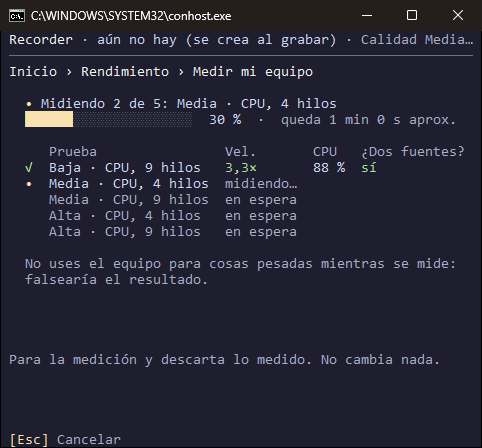 C:\WINDOWS\SYSTEM32\conhost.exe
Recorder · aún no hay (se crea al grabar) · Calidad Media…
Inicio › Rendimiento › Medir mi equipo
• Midiendo 2 de 5: Media · CPU, 4 hilos
30 % · queda 1 min 0 s aprox.
Prueba Vel. CPU ¿Dos fuentes?
√ Baja · CPU, 9 hilos 3,3x 88 % sí
• Media · CPU, 4 hilos midiendo…
Media · CPU, 9 hilos en espera
Alta · CPU, 4 hilos en espera
Alta · CPU, 9 hilos en espera
No uses el equipo para cosas pesadas mientras se mide:
falsearía el resultado.
Para la medición y descarta lo medido. No cambia nada.
[Esc] Cancelar